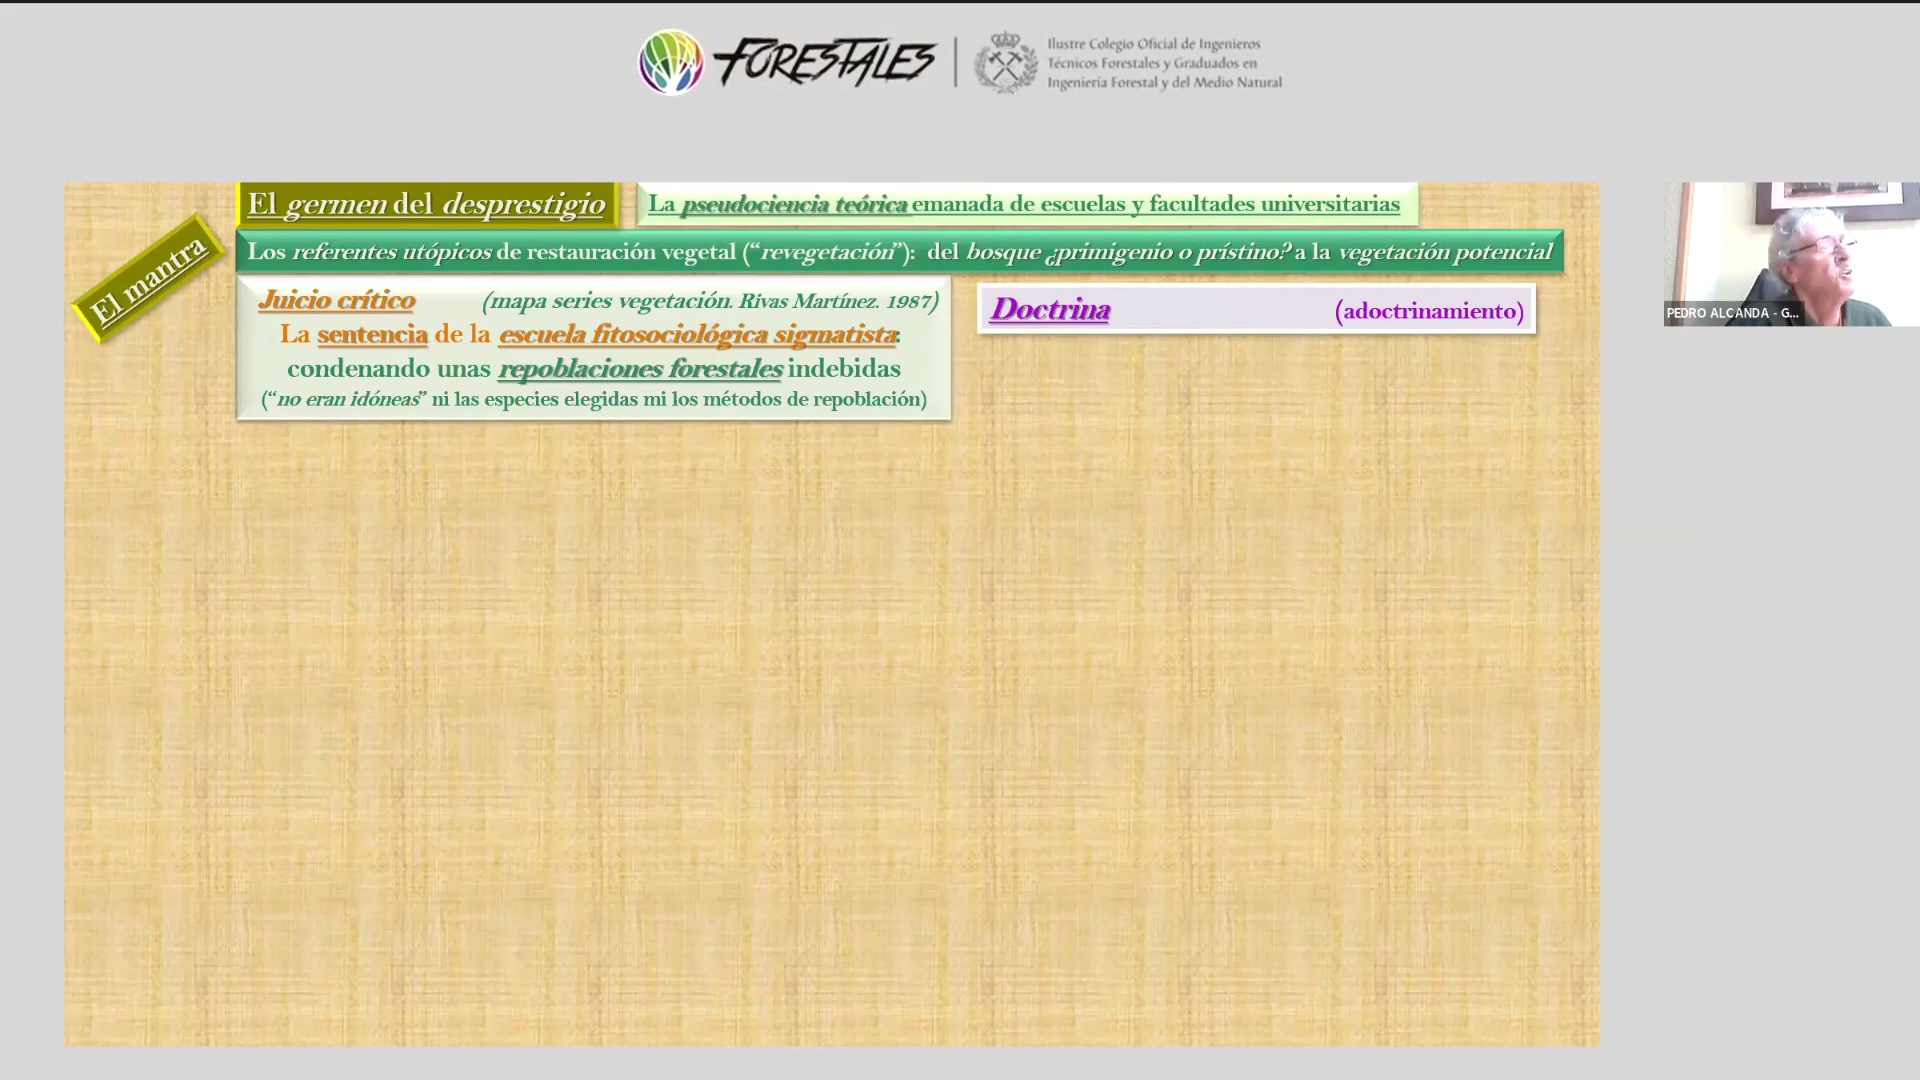 FORESTALES
Ilustre Colegio Oficial de Ingenieros
Técnicos Forestales y Graduados en
Ingeniería Forestal y del Medio Natural
El germen del desprestigio
La pseudociencia teórica emanada de escuelas y facultades universitarias
El mantra
Los referentes utópicos de restauración vegetal (“revegetación”): del bosque ¿primigenio o prístino? a la vegetación potencial
Juicio crítico (mapa series vegetación. Rivas Martínez. 1987)
La sentencia de la escuela fitosociológica sigmatista:
condenando unas repoblaciones forestales indebidas
(“no eran idóneas” ni las especies elegidas mi los métodos de repoblación)
Doctrina (adoctrinamiento)
PEDRO ALCANDA - G...